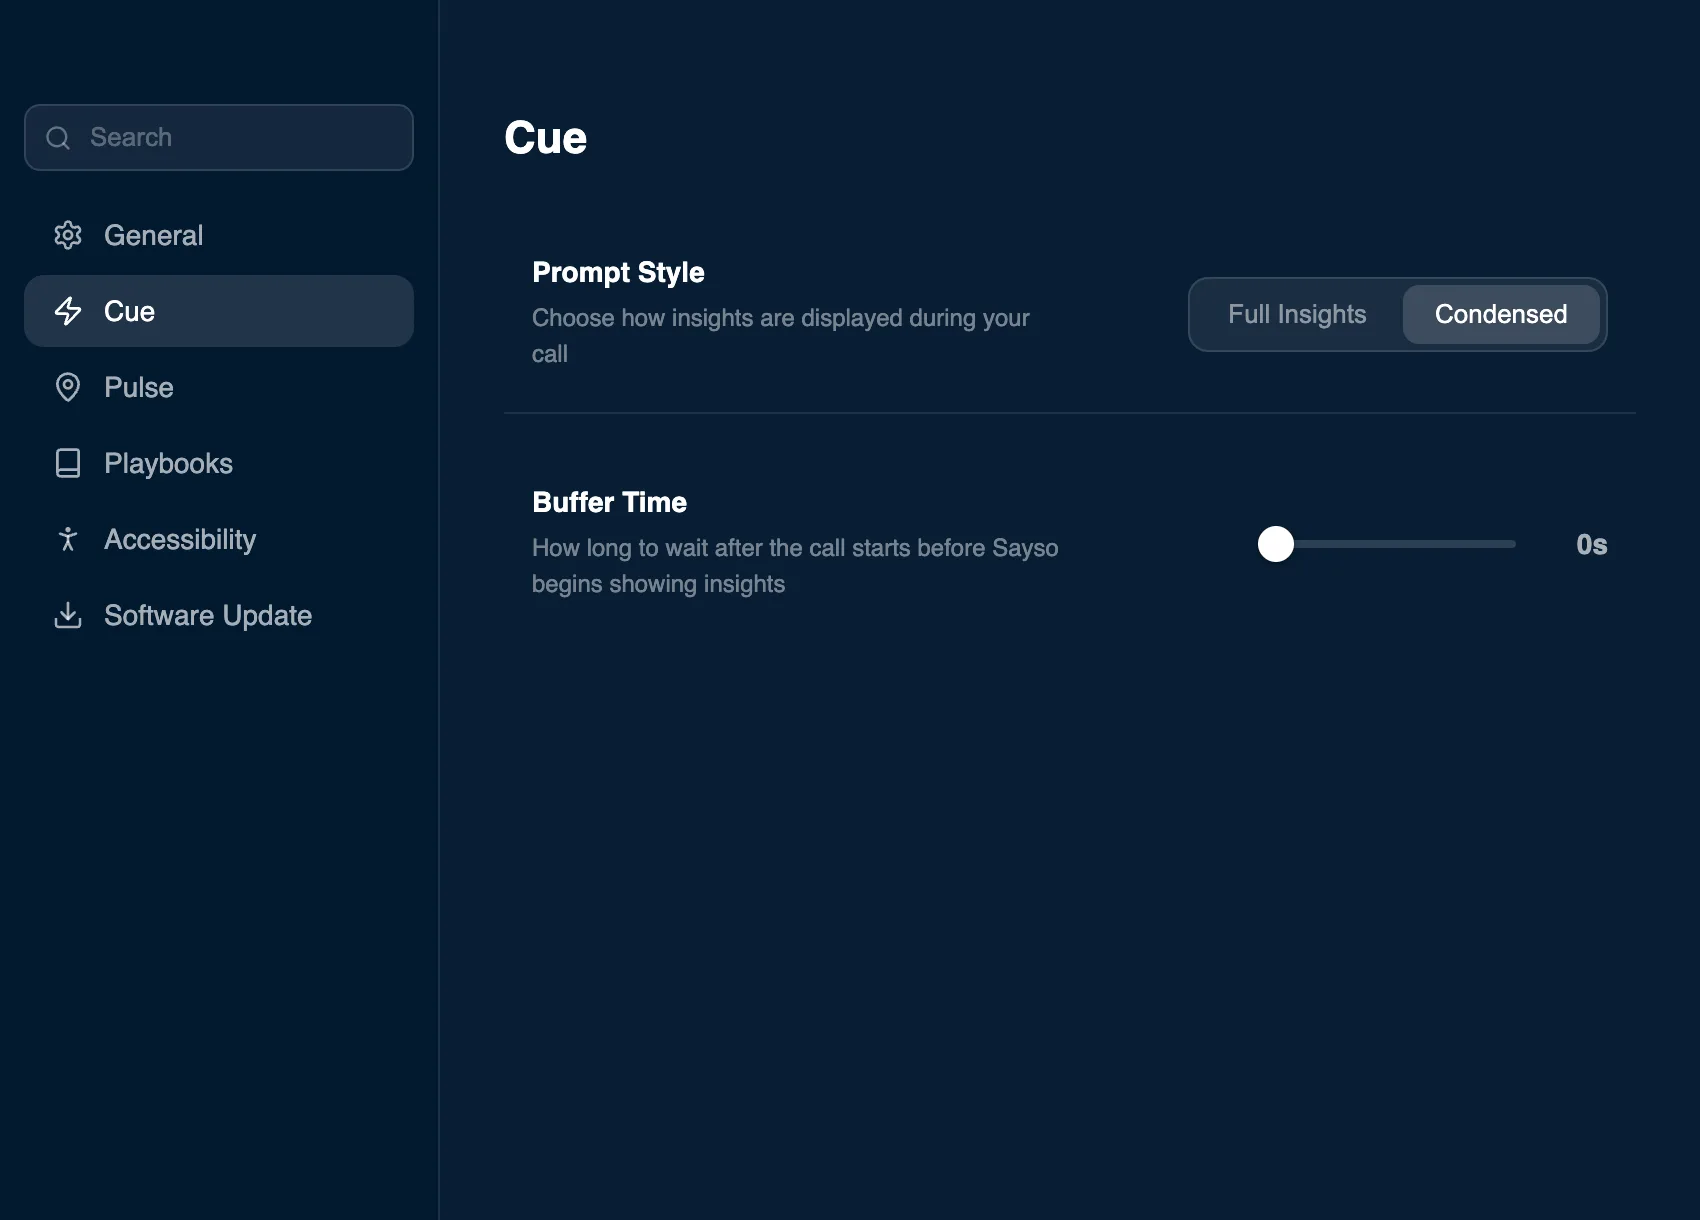 Search
General
Cue
Pulse
Playbooks
Accessibility
Software Update
Cue
Prompt Style
Choose how insights are displayed during your
call
Full Insights
Condensed
Buffer Time
How long to wait after the call starts before Sayso
begins showing insights
0s